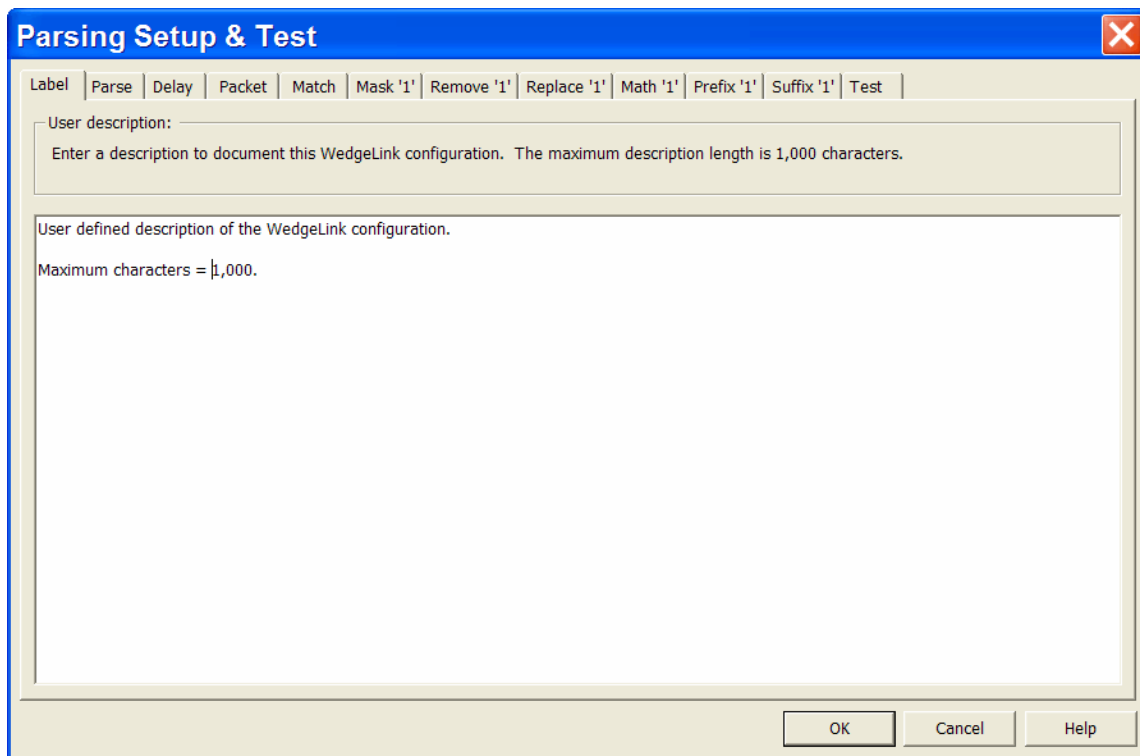 Parsing Setup & Test
Label Parse Delay Packet Match Mask '1' Remove '1' Replace '1' Math '1' Prefix '1' Suffix '1' Test
User description:
Enter a description to document this WedgeLink configuration.  The maximum description length is 1,000 characters.
User defined description of the WedgeLink configuration.
Maximum characters = 1,000.
OK Cancel Help